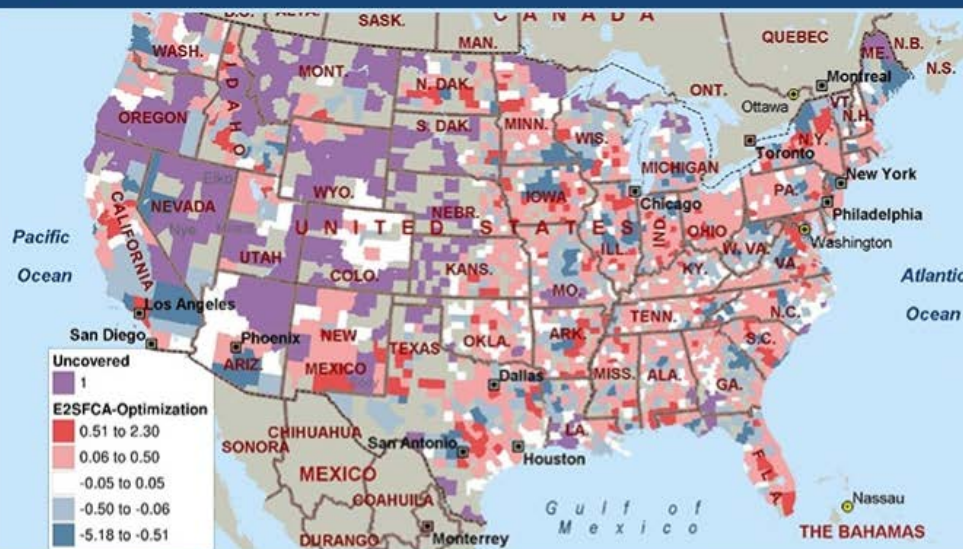 CANADA
SASK.
MAN.
QUEBEC
N.B.
WASH.
ME.
N.S.
MONT.
N. DAK.
ONT.
Montreal
Ottawa
IDAHO
VT.
OREGON
S. DAK.
MINN.
WIS.
N.H.
N.Y.
Toronto
MICHIGAN
New York
WYO.
IOWA
PA.
Elko
NEVADA
NEBR.
Chicago
Philadelphia
CALIFORNIA
Nye
UNITED STATES
IND.
OHIO
Washington
Pacific
Ocean
UTAH
ILL.
W. VA.
COLO.
KANS.
KY.
VA.
Atlantic
Ocean
MO.
Los Angeles
TENN.
N.C.
San Diego
Phoenix
NEW
MEXICO
OKLA.
ARK.
S.C.
ARIZ.
TEXAS
Dallas
MISS.
ALA.
GA.
Uncovered
1
E2SFCA-Optimization
0.51 to 2.30
0.06 to 0.50
-0.05 to 0.05
-0.50 to -0.06
-5.18 to -0.51
SONORA
CHIHUAHUA
San Antonio
LA.
Houston
FLA.
MEXICO
COAHUILA
Gulf of
Mexico
Nassau
DURANGO
Monterrey
THE BAHAMAS